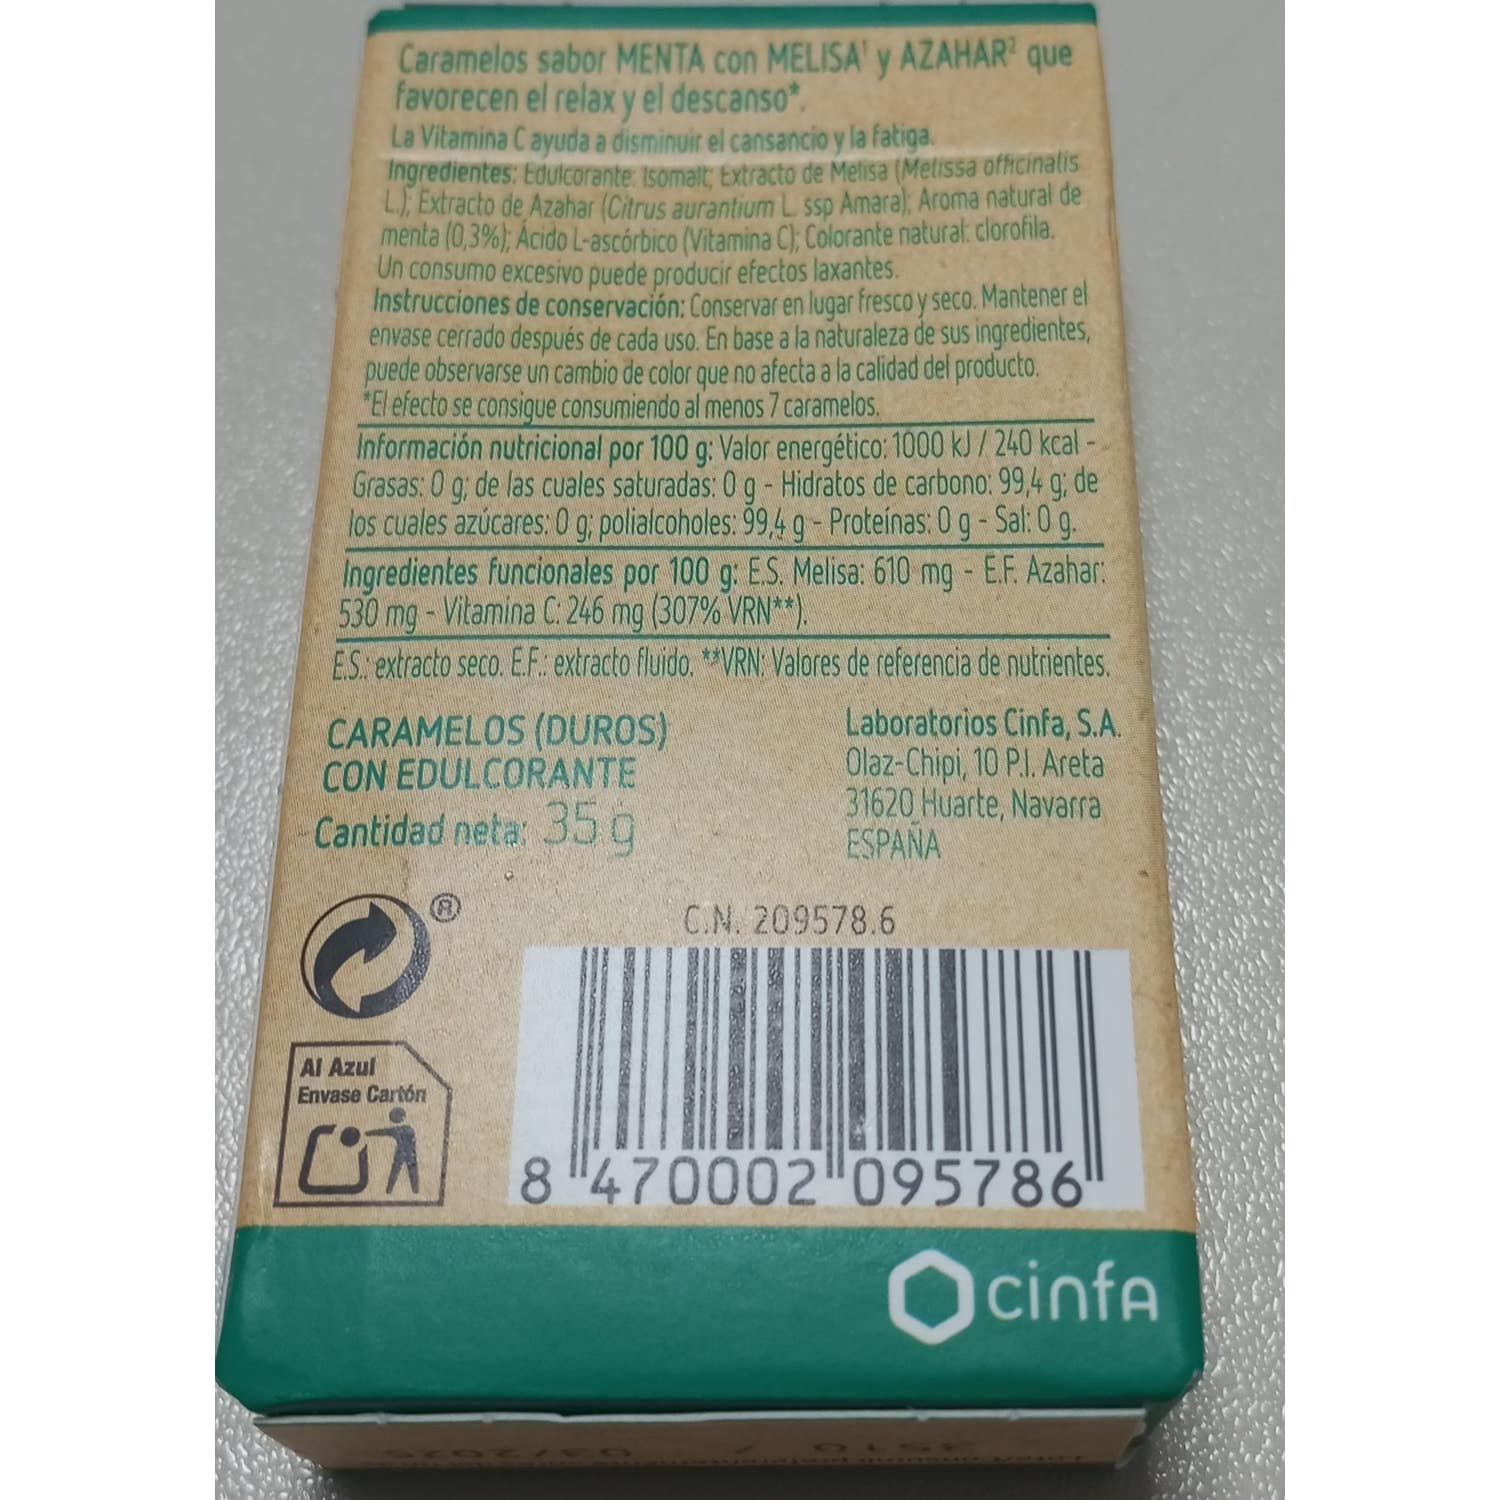 Caramelos sabor MENTA con MELISA¹ y AZAHAR² que
favorecen el relax y el descanso*.
La Vitamina C ayuda a disminuir el cansancio y la fatiga.
Ingredientes: Edulcorante: Isomalt; Extracto de Melisa (Melissa officinalis
L.); Extracto de Azahar (Citrus aurantium L. ssp Amara); Aroma natural de
menta (0,3%); Ácido L-ascórbico (Vitamina C); Colorante natural: clorofila.
Un consumo excesivo puede producir efectos laxantes.
Instrucciones de conservación: Conservar en lugar fresco y seco. Mantener el
envase cerrado después de cada uso. En base a la naturaleza de sus ingredientes,
puede observarse un cambio de color que no afecta a la calidad del producto.
*El efecto se consigue consumiendo al menos 7 caramelos.
Información nutricional por 100 g: Valor energético: 1000 kJ / 240 kcal -
Grasas: 0 g; de las cuales saturadas: 0 g - Hidratos de carbono: 99,4 g; de
los cuales azúcares: 0 g; polialcoholes: 99,4 g - Proteínas: 0 g - Sal: 0 g.
Ingredientes funcionales por 100 g: E.S. Melisa: 610 mg - E.F. Azahar:
530 mg - Vitamina C: 246 mg (307% VRN**).
E.S.: extracto seco. E.F.: extracto fluido. **VRN: Valores de referencia de nutrientes.
CARAMELOS (DUROS)
CON EDULCORANTE
Cantidad neta: 35 g
Laboratorios Cinfa, S.A.
Olaz-Chipi, 10 P.I. Areta
31620 Huarte, Navarra
ESPAÑA
®
C.N. 209578.6
Al Azul
Envase Cartón
8 470002 095786
cinfa